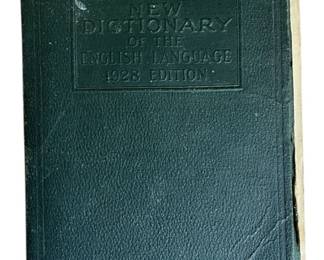 NEW
DICTIONARY
OF THE
ENGLISH LANGUAGE
1928 EDITION